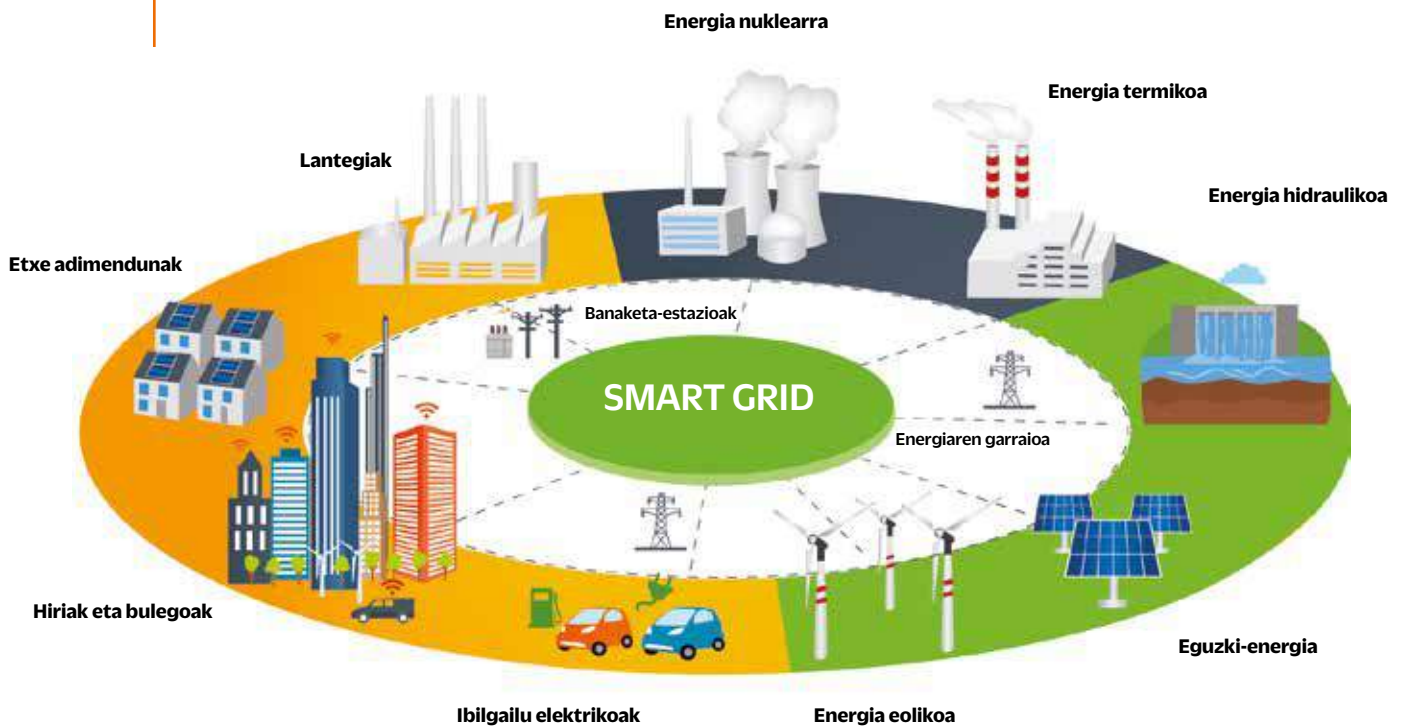 Energia nuklearra
Energia termikoa
Lantegiak
Energia hidraulikoa
Etxe adimendunak
Banaketa-estazioak
SMART GRID
Energiaren garraioa
Hiriak eta bulegoak
Eguzki-energia
Ibilgailu elektrikoak
Energia eolikoa